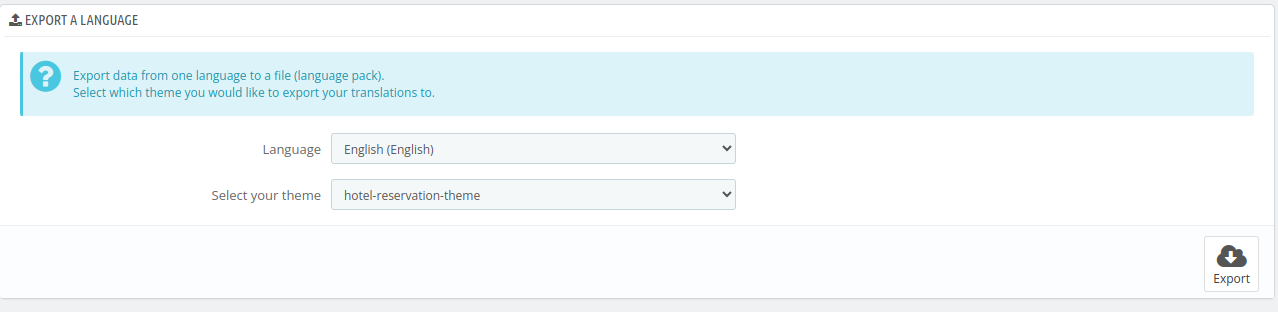 EXPORT A LANGUAGE
Export data from one language to a file (language pack).
Select which theme you would like to export your translations to.
Language
English (English)
Select your theme
hotel-reservation-theme
Export